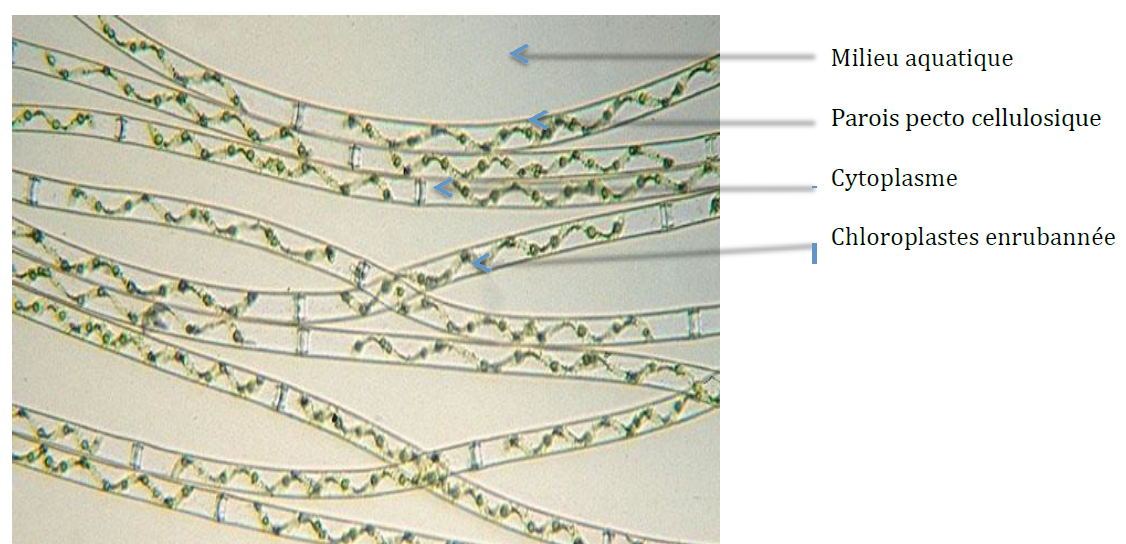 Milieu aquatique
Parois pecto cellulosique
Cytoplasme
Chloroplastes enrubannée